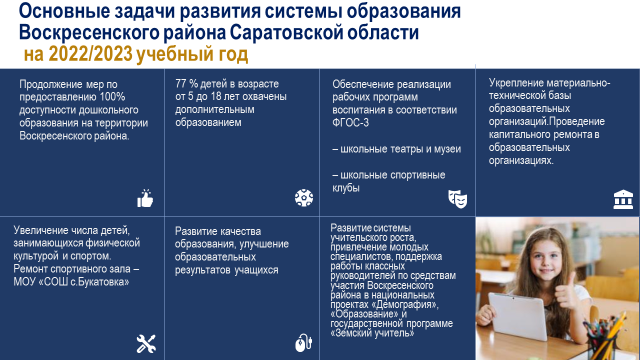 Основные задачи развития системы образования
Воскресенского района Саратовской области
на 2022/2023 учебный год
Продолжение мер по
предоставлению 100%
доступности дошкольного
образования на территории
Воскресенского района.
77 % детей в возрасте
от 5 до 18 лет охвачены
дополнительным
образованием
Обеспечение реализации
рабочих программ
воспитания в соответствии
ФГОС-3
– школьные театры и музеи
– школьные спортивные
клубы
Укрепление материально-
технической базы
образовательных
организаций.Проведение
капитального ремонта в
образовательных
организациях.
Увеличение числа детей,
занимающихся физической
культурой и спортом.
Ремонт спортивного зала –
МОУ «СОШ с.Букатовка»
Развитие качества
образования, улучшение
образовательных
результатов учащихся
Развитие системы
учительского роста,
привлечение молодых
специалистов, поддержка
работы классных
руководителей по средствам
участия Воскресенского
района в национальных
проектах «Демография»,
«Образование» и
государственной программе
«Земский учитель»